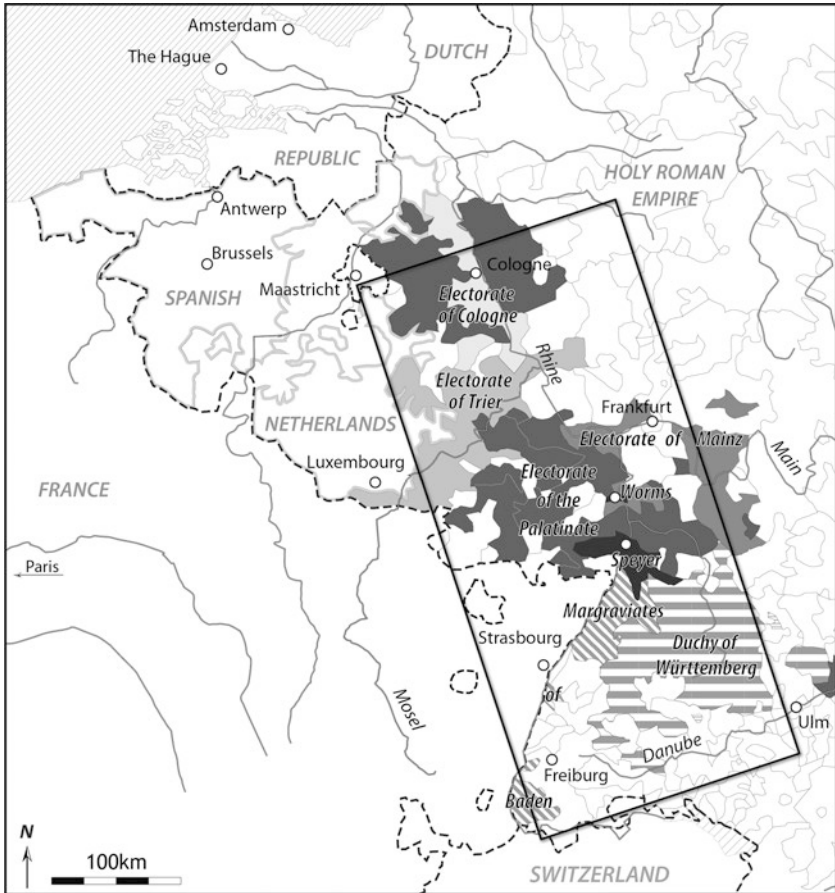 Amsterdam
The Hague
DUTCH
REPUBLIC
HOLY ROMAN
EMPIRE
Antwerp
Brussels
SPANISH
Maastricht
Cologne
Electorate
of Cologne
Rhine
Electorate
of Trier
NETHERLANDS
Frankfurt
Electorate of Mainz
Main
Luxembourg
Electorate
of the
Palatinate
Worms
FRANCE
Speyer
Paris
Margraviates
Strasbourg
Duchy of
Württemberg
of
Mosel
Ulm
Danube
Freiburg
Baden
N
100km
SWITZERLAND